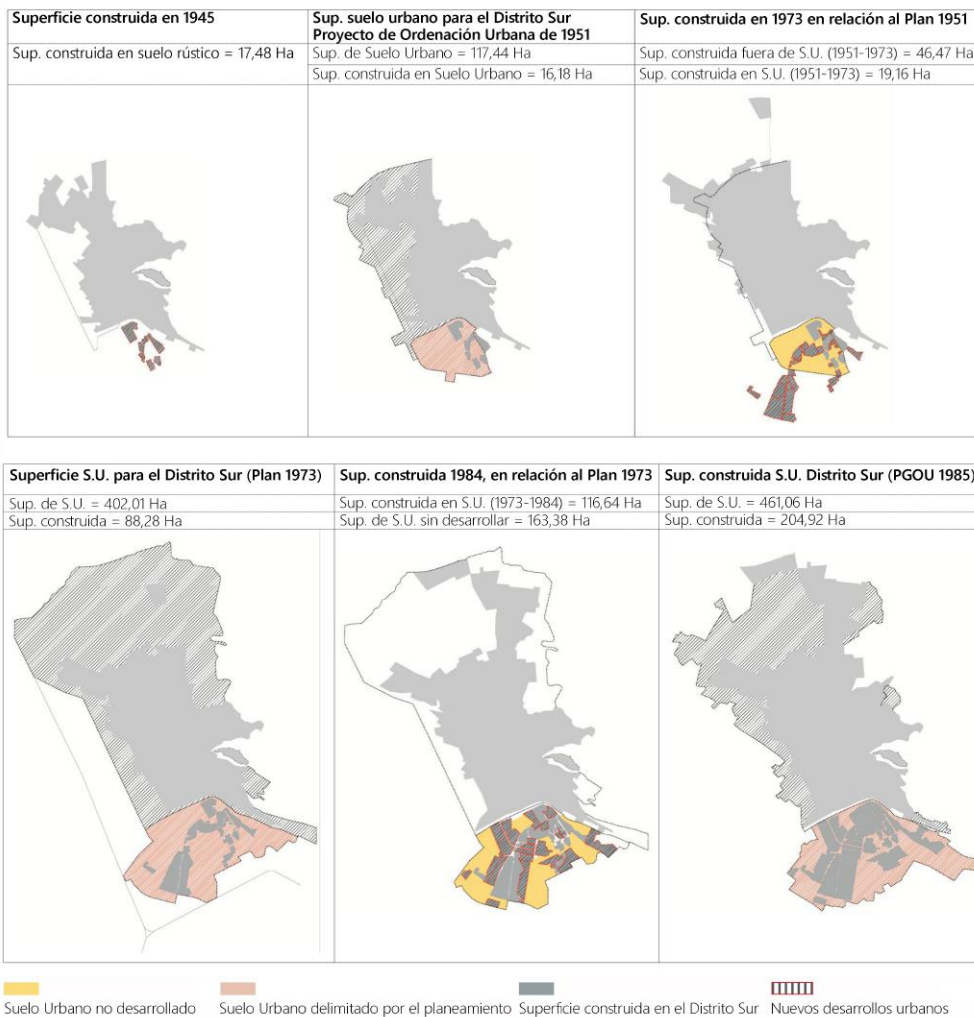 Superficie construida en 1945
Sup. construida en suelo rústico = 17,48 Ha
Sup. suelo urbano para el Distrito Sur
Proyecto de Ordenación Urbana de 1951
Sup. de Suelo Urbano = 117,44 Ha
Sup. construida en Suelo Urbano = 16,18 Ha
Sup. construida en 1973 en relación al Plan 1951
Sup. construida fuera de S.U. (1951-1973) = 46,47 Ha
Sup. construida en S.U. (1951-1973) = 19,16 Ha
Superficie S.U. para el Distrito Sur (Plan 1973)
Sup. de S.U. = 402,01 Ha
Sup. construida = 88,28 Ha
Sup. construida 1984, en relación al Plan 1973
Sup. construida en S.U. (1973-1984) = 116,64 Ha
Sup. de S.U. sin desarrollar = 163,38 Ha
Sup. construida S.U. Distrito Sur (PGOU 1985)
Sup. de S.U. = 461,06 Ha
Sup. construida = 204,92 Ha
Suelo Urbano no desarrollado
Suelo Urbano delimitado por el planeamiento
Superficie construida en el Distrito Sur
Nuevos desarrollos urbanos